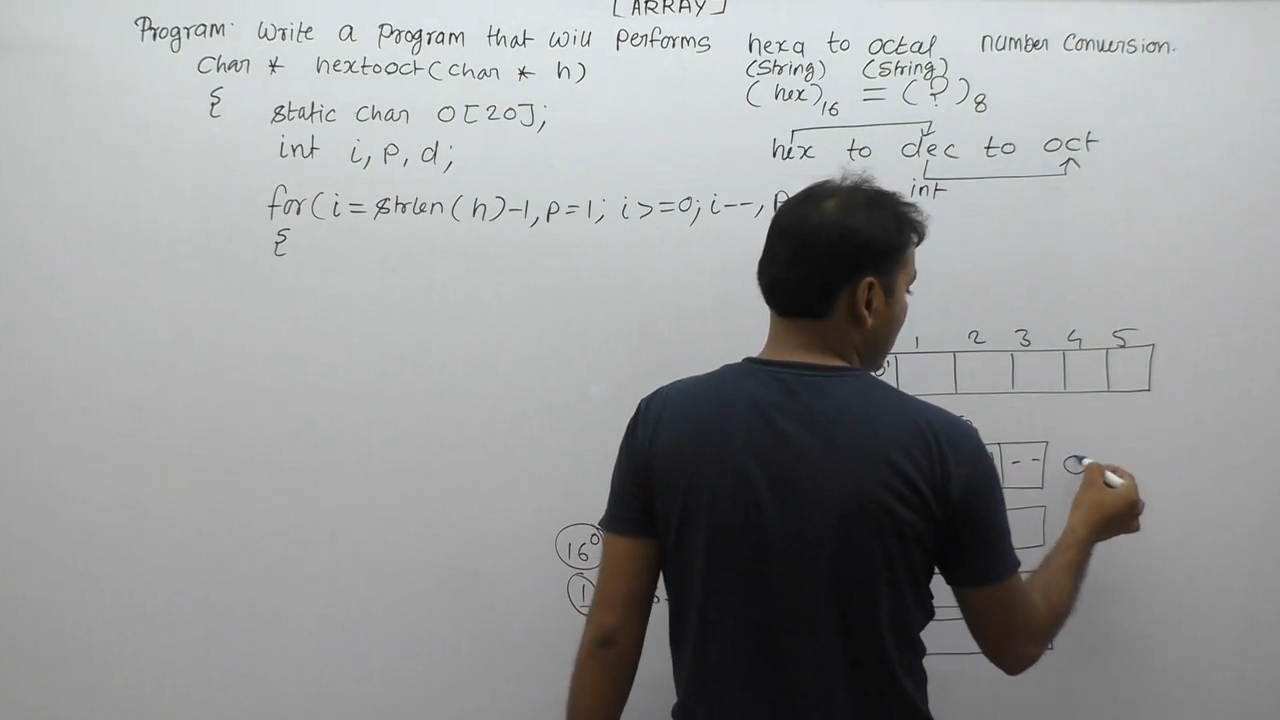 [ARRAY]
Program: Write a program that will performs hexa to octal number conversion.
(String) (String)
Char * hextooct(char * h)
{
(hex)16 = (?)8
static char O[20];
int i, p, d;
hex to dec to oct
int
for(i = strlen(h)-1, p=1; i>=0; i--, p
{
1 2 3 4 5
--
16⁰
1